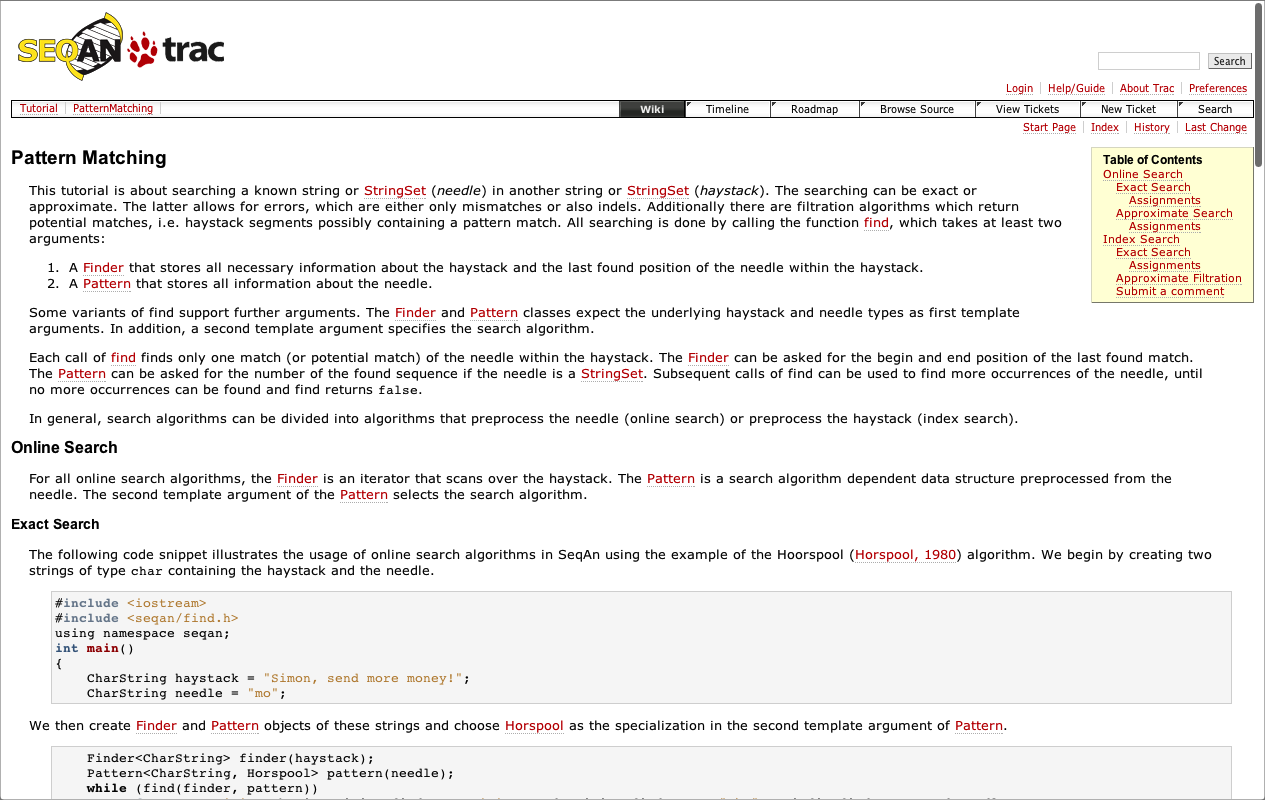 SEQAN trac
Search
Login Help/Guide About Trac Preferences
Tutorial PatternMatching Wiki Timeline Roadmap Browse Source View Tickets New Ticket Search
Start Page Index History Last Change
Pattern Matching
Table of Contents
Online Search
Exact Search
Assignments
Approximate Search
Assignments
Index Search
Exact Search
Assignments
Approximate Filtration
Submit a comment
This tutorial is about searching a known string or StringSet (needle) in another string or StringSet (haystack). The searching can be exact or
approximate. The latter allows for errors, which are either only mismatches or also indels. Additionally there are filtration algorithms which return
potential matches, i.e. haystack segments possibly containing a pattern match. All searching is done by calling the function find, which takes at least two
arguments:
1. A Finder that stores all necessary information about the haystack and the last found position of the needle within the haystack.
2. A Pattern that stores all information about the needle.
Some variants of find support further arguments. The Finder and Pattern classes expect the underlying haystack and needle types as first template
arguments. In addition, a second template argument specifies the search algorithm.
Each call of find finds only one match (or potential match) of the needle within the haystack. The Finder can be asked for the begin and end position of the last found match.
The Pattern can be asked for the number of the found sequence if the needle is a StringSet. Subsequent calls of find can be used to find more occurrences of the needle, until
no more occurrences can be found and find returns false.
In general, search algorithms can be divided into algorithms that preprocess the needle (online search) or preprocess the haystack (index search).
Online Search
For all online search algorithms, the Finder is an iterator that scans over the haystack. The Pattern is a search algorithm dependent data structure preprocessed from the
needle. The second template argument of the Pattern selects the search algorithm.
Exact Search
The following code snippet illustrates the usage of online search algorithms in SeqAn using the example of the Hoorspool (Horspool, 1980) algorithm. We begin by creating two
strings of type char containing the haystack and the needle.
#include <iostream>
#include <seqan/find.h>
using namespace seqan;
int main()
{
CharString haystack = "Simon, send more money!";
CharString needle = "mo";
We then create Finder and Pattern objects of these strings and choose Horspool as the specialization in the second template argument of Pattern.
Finder<CharString> finder(haystack);
Pattern<CharString, Horspool> pattern(needle);
while (find(finder, pattern))